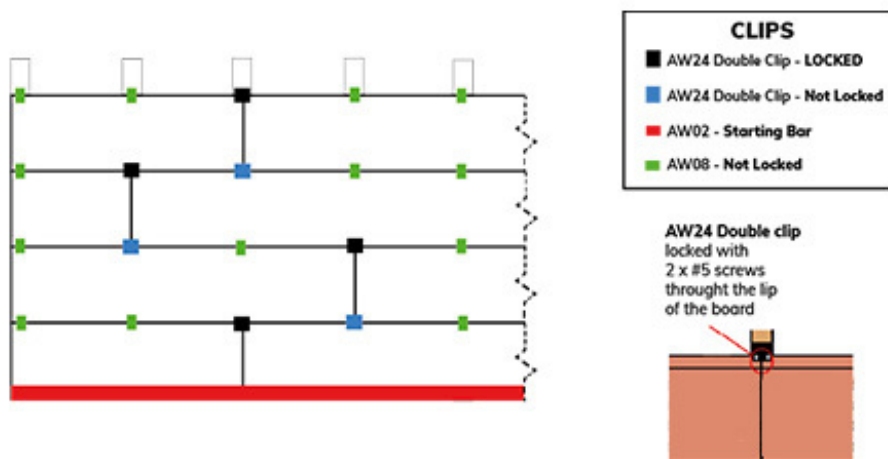 CLIPS
AW24 Double Clip - LOCKED
AW24 Double Clip - Not Locked
AW02 - Starting Bar
AW08 - Not Locked
AW24 Double clip
locked with
2 x #5 screws
throught the lip
of the board